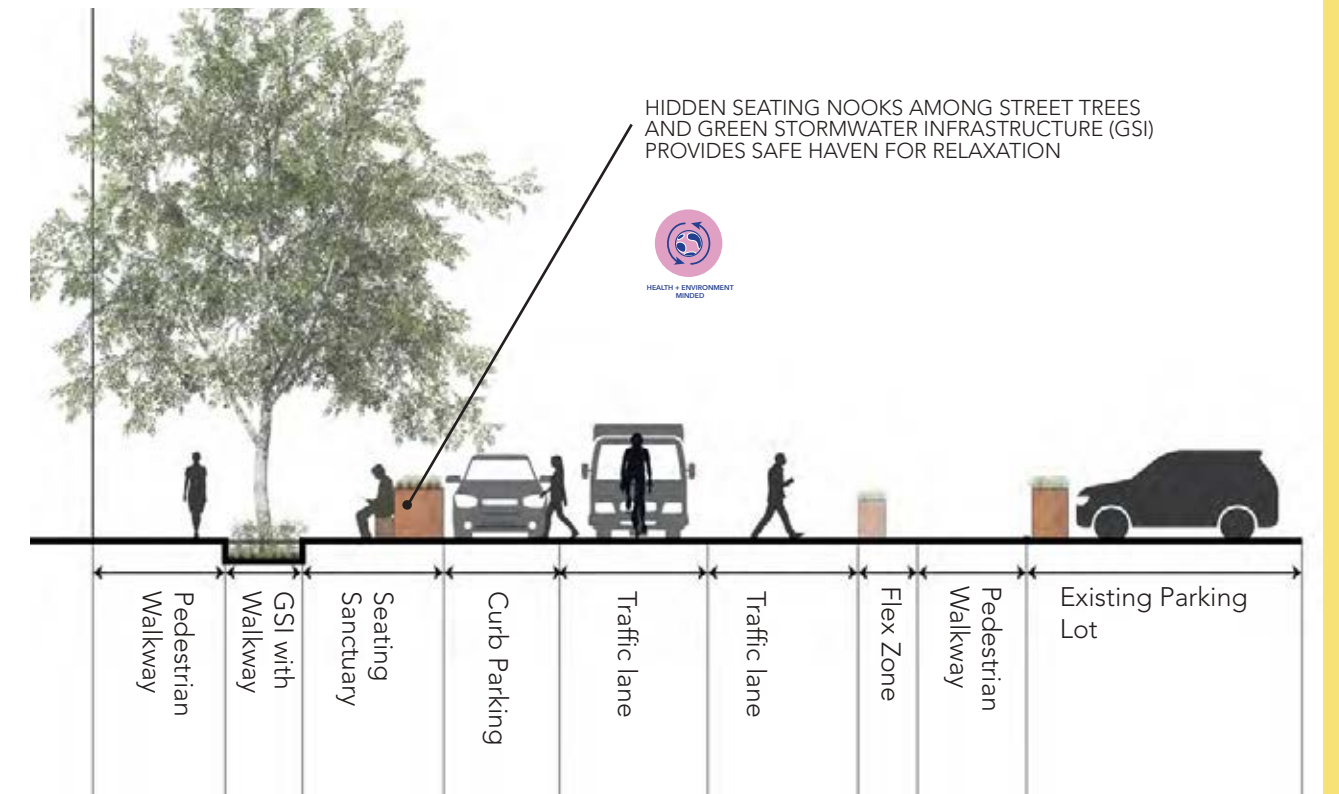 HIDDEN SEATING NOOKS AMONG STREET TREES
AND GREEN STORMWATER INFRASTRUCTURE (GSI)
PROVIDES SAFE HAVEN FOR RELAXATION
HEALTH + ENVIRONMENT
MINDED
Pedestrian
Walkway
GSI with
Walkway
Seating
Sanctuary
Curb Parking
Traffic lane
Traffic lane
Flex Zone
Pedestrian
Walkway
Existing Parking
Lot